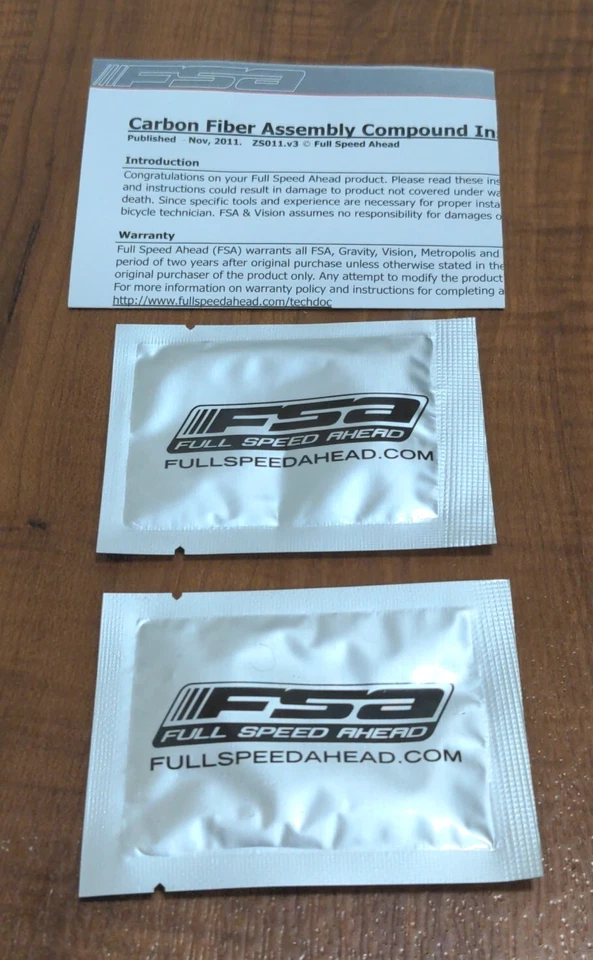 FSA
Carbon Fiber Assembly Compound In
Published Nov, 2011. ZS011.v3 © Full Speed Ahead
Introduction
Congratulations on your Full Speed Ahead product. Please read these ins
and instructions could result in damage to product not covered under wa
death. Since specific tools and experience are necessary for proper insta
bicycle technician. FSA & Vision assumes no responsibility for damages o
Warranty
Full Speed Ahead (FSA) warrants all FSA, Gravity, Vision, Metropolis and
period of two years after original purchase unless otherwise stated in the
original purchaser of the product only. Any attempt to modify the product
For more information on warranty policy and instructions for completing a
http://www.fullspeedahead.com/techdoc
FSA
FULL SPEED AHEAD
FULLSPEEDAHEAD.COM
FSA
FULL SPEED AHEAD
FULLSPEEDAHEAD.COM